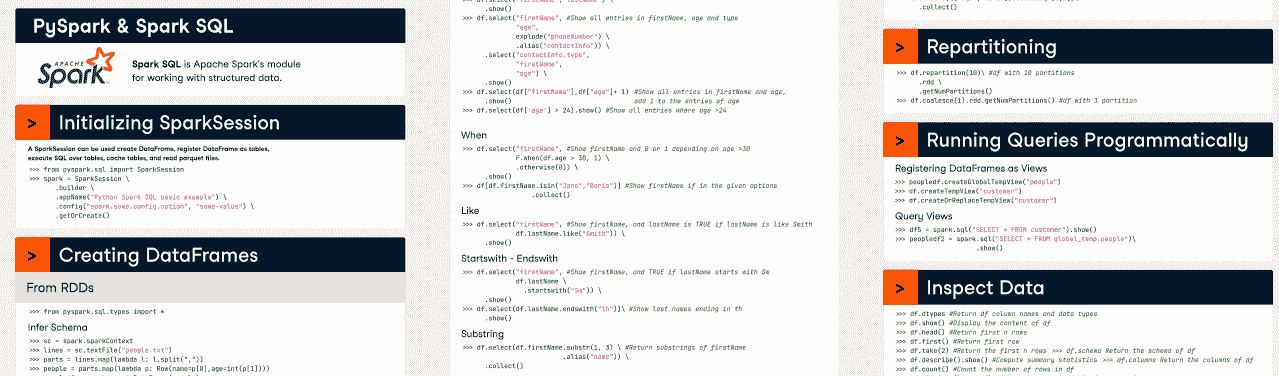 PySpark & Spark SQL
APACHE
Spark
Spark SQL is Apache Spark's module
for working with structured data.
> Initializing SparkSession
A SparkSession can be used create DataFrame, register DataFrame as tables,
execute SQL over tables, cache tables, and read parquet files.
>>> from pyspark.sql import SparkSession
>>> spark = SparkSession \
.builder \
.appName("Python Spark SQL basic example") \
.config("spark.some.config.option", "some-value") \
.getOrCreate()
> Creating DataFrames
From RDDs
>>> from pyspark.sql.types import *
Infer Schema
>>> sc = spark.sparkContext
>>> lines = sc.textFile("people.txt")
>>> parts = lines.map(lambda l: l.split(","))
>>> people = parts.map(lambda p: Row(name=p[0],age=int(p[1])))
.show()
>>> df.select("firstName", #Show all entries in firstName, age and type
"age",
explode("phoneNumber") \
.alias("contactInfo")) \
.select("contactInfo.type",
"firstName",
"age") \
.show()
>>> df.select(df["firstName"],df["age"]+ 1) #Show all entries in firstName and age,
.show() add 1 to the entries of age
>>> df.select(df['age'] > 24).show() #Show all entries where age >24
When
>>> df.select("firstName", #Show firstName and 0 or 1 depending on age >30
F.when(df.age > 30, 1) \
.otherwise(0)) \
.show()
>>> df[df.firstName.isin("Jane","Boris")] #Show firstName if in the given options
.collect()
Like
>>> df.select("firstName", #Show firstName, and lastName is TRUE if lastName is like Smith
df.lastName.like("Smith")) \
.show()
Startswith - Endswith
>>> df.select("firstName", #Show firstName, and TRUE if lastName starts with Sm
df.lastName \
.startswith("Sm")) \
.show()
>>> df.select(df.lastName.endswith("th"))\ #Show last names ending in th
.show()
Substring
>>> df.select(df.firstName.substr(1, 3) \ #Return substrings of firstName
.alias("name")) \
.collect()
.collect()
> Repartitioning
>>> df.repartition(10)\ #df with 10 partitions
.rdd \
.getNumPartitions()
>>> df.coalesce(1).rdd.getNumPartitions() #df with 1 partition
> Running Queries Programmatically
Registering DataFrames as Views
>>> peopledf.createGlobalTempView("people")
>>> df.createTempView("customer")
>>> df.createOrReplaceTempView("customer")
Query Views
>>> df5 = spark.sql("SELECT * FROM customer").show()
>>> peopledf2 = spark.sql("SELECT * FROM global_temp.people")\
.show()
> Inspect Data
>>> df.dtypes #Return df column names and data types
>>> df.show() #Display the content of df
>>> df.head() #Return first n rows
>>> df.first() #Return first row
>>> df.take(2) #Return the first n rows >>> df.schema Return the schema of df
>>> df.describe().show() #Compute summary statistics >>> df.columns Return the columns of df
>>> df.count() #Count the number of rows in df